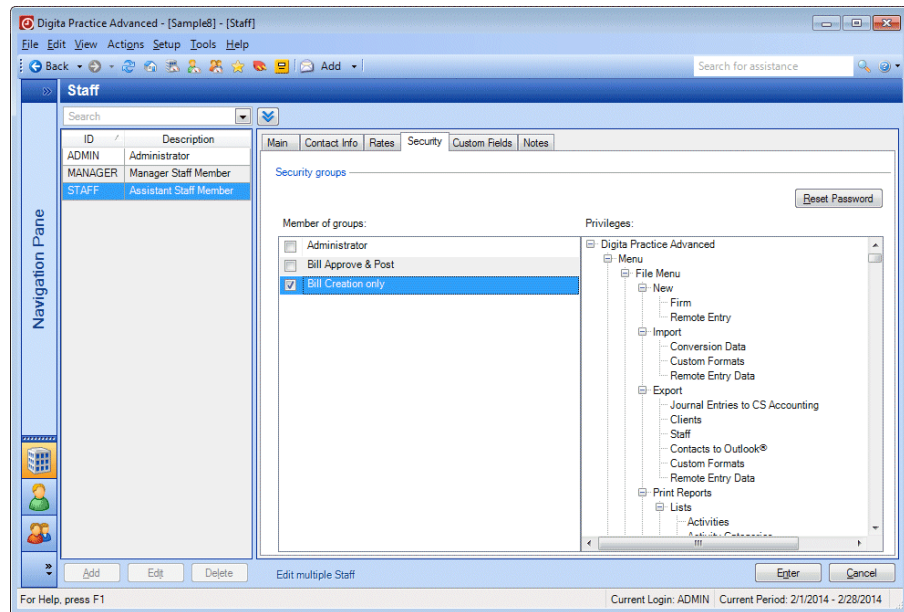 Digita Practice Advanced - [Sample8] - [Staff]
File Edit View Actions Setup Tools Help
Back Add Search for assistance
Staff
Search
ID Description
ADMIN Administrator
MANAGER Manager Staff Member
STAFF Assistant Staff Member
Navigation Pane
Main Contact Info Rates Security Custom Fields Notes
Security groups
Reset Password
Member of groups:
Administrator
Bill Approve & Post
Bill Creation only
Privileges:
Digita Practice Advanced
Menu
File Menu
New
Firm
Remote Entry
Import
Conversion Data
Custom Formats
Remote Entry Data
Export
Journal Entries to CS Accounting
Clients
Staff
Contacts to Outlook®
Custom Formats
Remote Entry Data
Print Reports
Lists
Activities
Activity Categories
Add Edit Delete
Edit multiple Staff
Enter Cancel
For Help, press F1
Current Login: ADMIN Current Period: 2/1/2014 - 2/28/2014